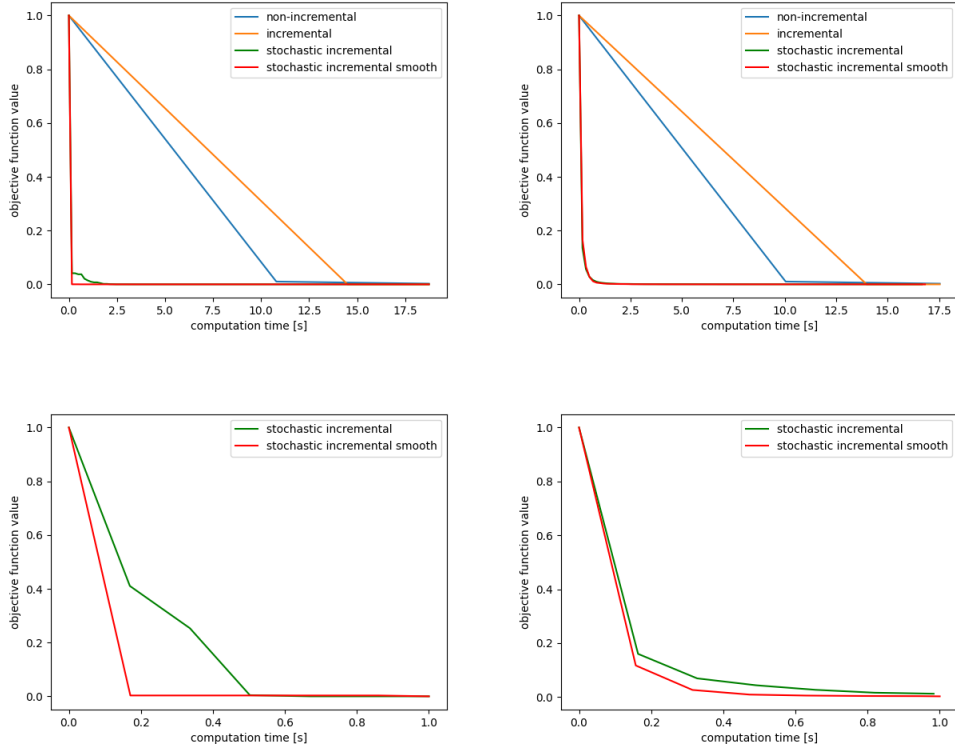 1.0
0.8
0.6
0.4
0.2
0.0
objective function value
non-incremental
incremental
stochastic incremental
stochastic incremental smooth
0.0 2.5 5.0 7.5 10.0 12.5 15.0 17.5
computation time [s]
1.0
0.8
0.6
0.4
0.2
0.0
objective function value
non-incremental
incremental
stochastic incremental
stochastic incremental smooth
0.0 2.5 5.0 7.5 10.0 12.5 15.0 17.5
computation time [s]
1.0
0.8
0.6
0.4
0.2
0.0
objective function value
stochastic incremental
stochastic incremental smooth
0.0 0.2 0.4 0.6 0.8 1.0
computation time [s]
1.0
0.8
0.6
0.4
0.2
0.0
objective function value
stochastic incremental
stochastic incremental smooth
0.0 0.2 0.4 0.6 0.8 1.0
computation time [s]